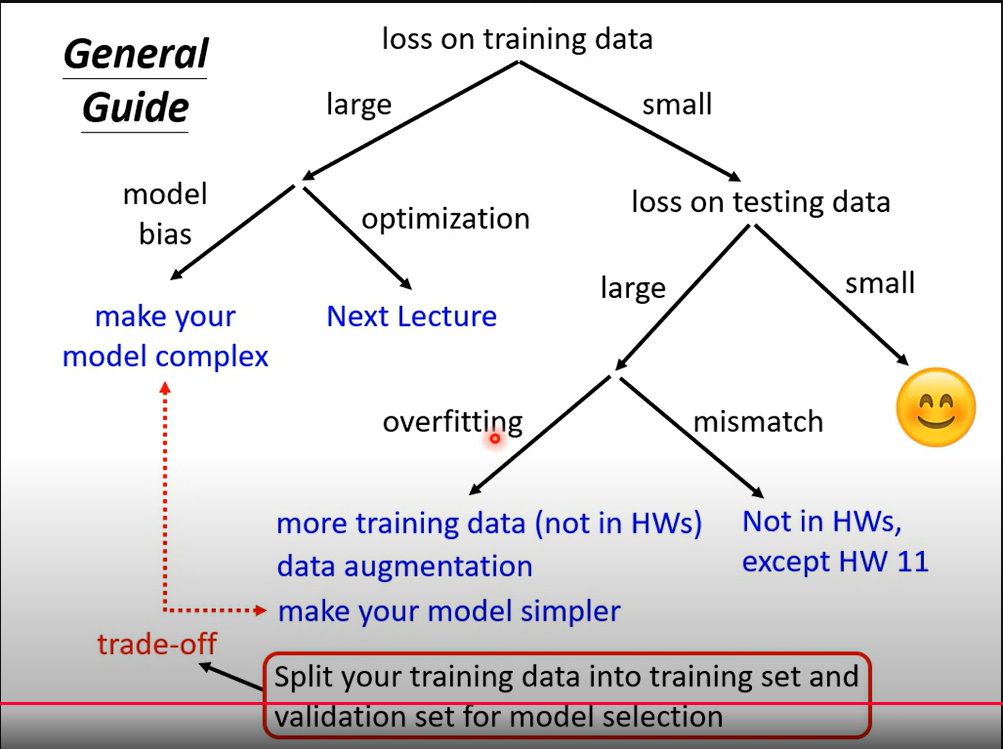 General
Guide
loss on training data
large
small
model
bias
optimization
loss on testing data
make your
model complex
Next Lecture
large
small
overfitting
mismatch
more training data (not in HWs)
data augmentation
make your model simpler
Not in HWs,
except HW 11
trade-off
Split your training data into training set and
validation set for model selection